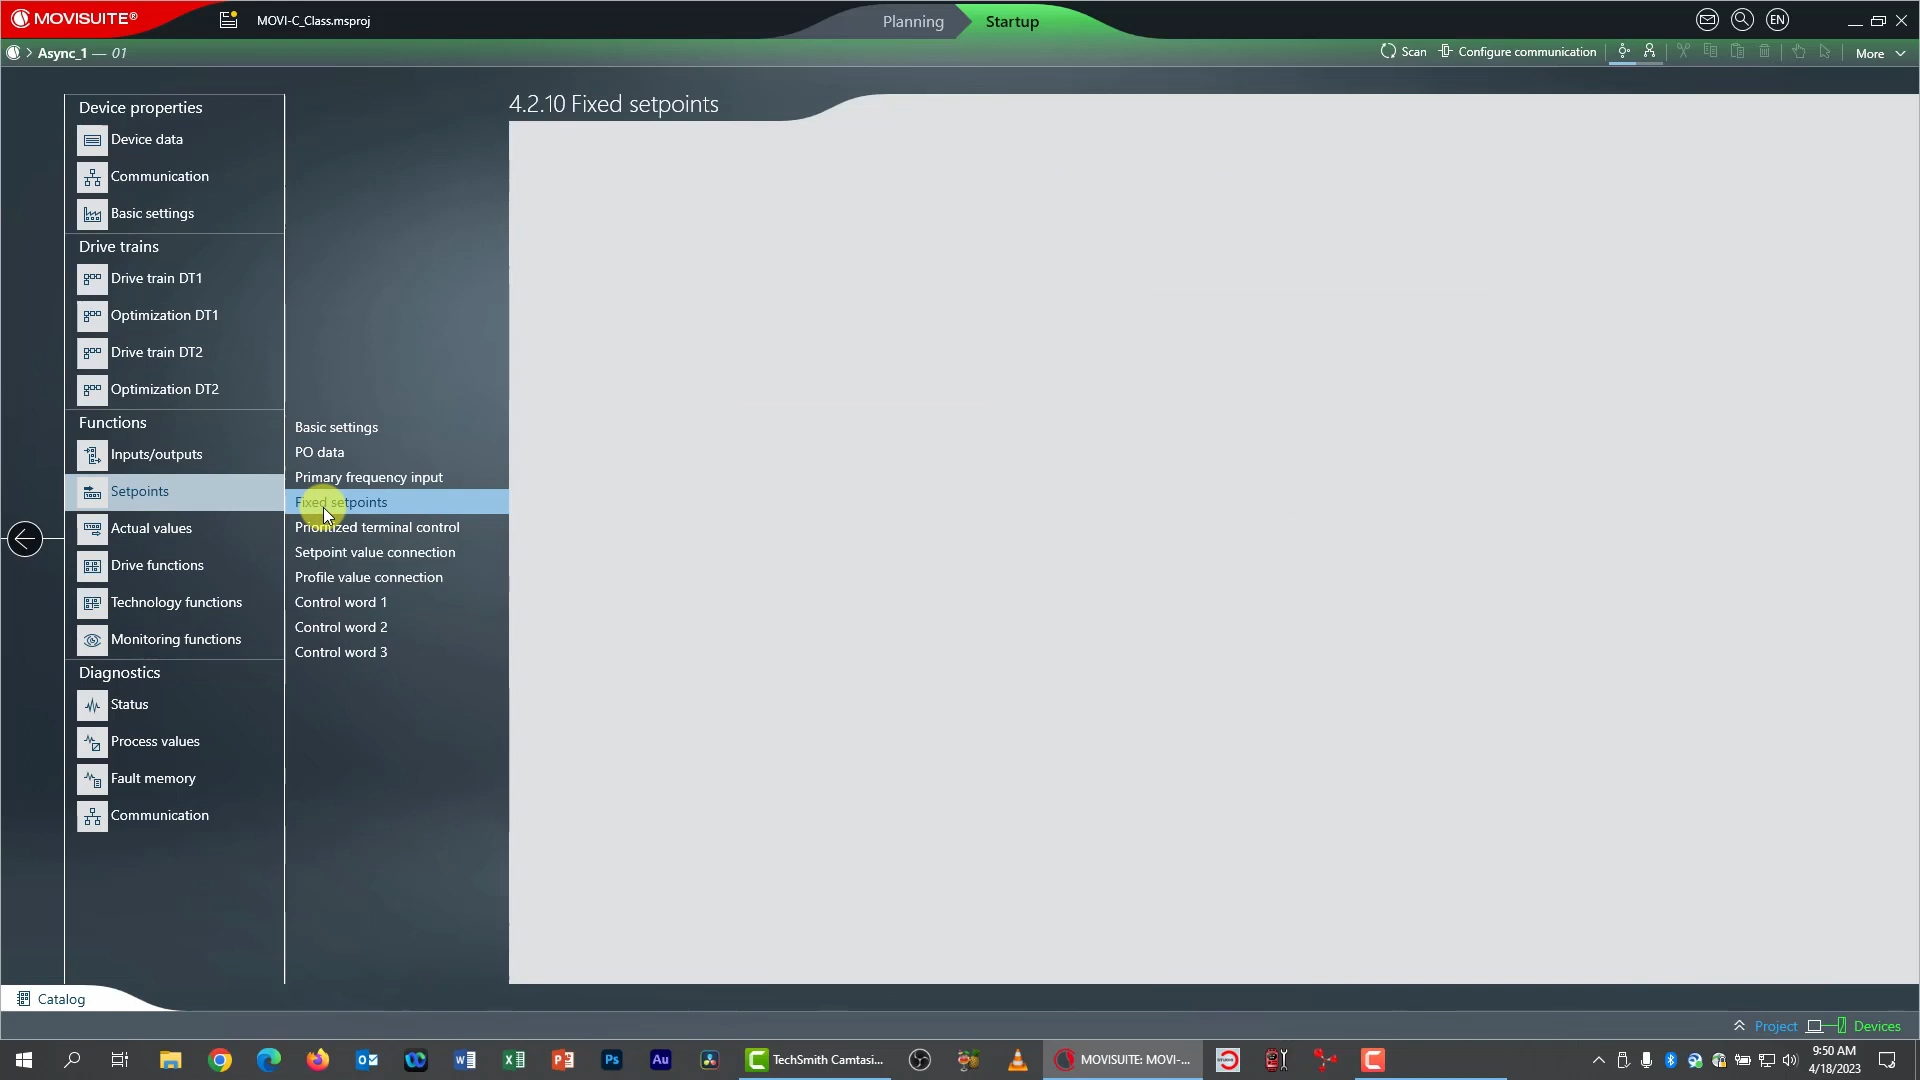 MOVISUITE®
MOVI-C_Class.msproj
Planning
Startup
EN
Async_1 — 01
Scan
Configure communication
More
Device properties
Device data
Communication
Basic settings
Drive trains
Drive train DT1
Optimization DT1
Drive train DT2
Optimization DT2
Functions
Inputs/outputs
Setpoints
Actual values
Drive functions
Technology functions
Monitoring functions
Diagnostics
Status
Process values
Fault memory
Communication
Basic settings
PO data
Primary frequency input
Fixed setpoints
Prioritized terminal control
Setpoint value connection
Profile value connection
Control word 1
Control word 2
Control word 3
4.2.10 Fixed setpoints
Catalog
Project
Devices
TechSmith Camtasi...
MOVISUITE: MOVI-...
9:50 AM
4/18/2023